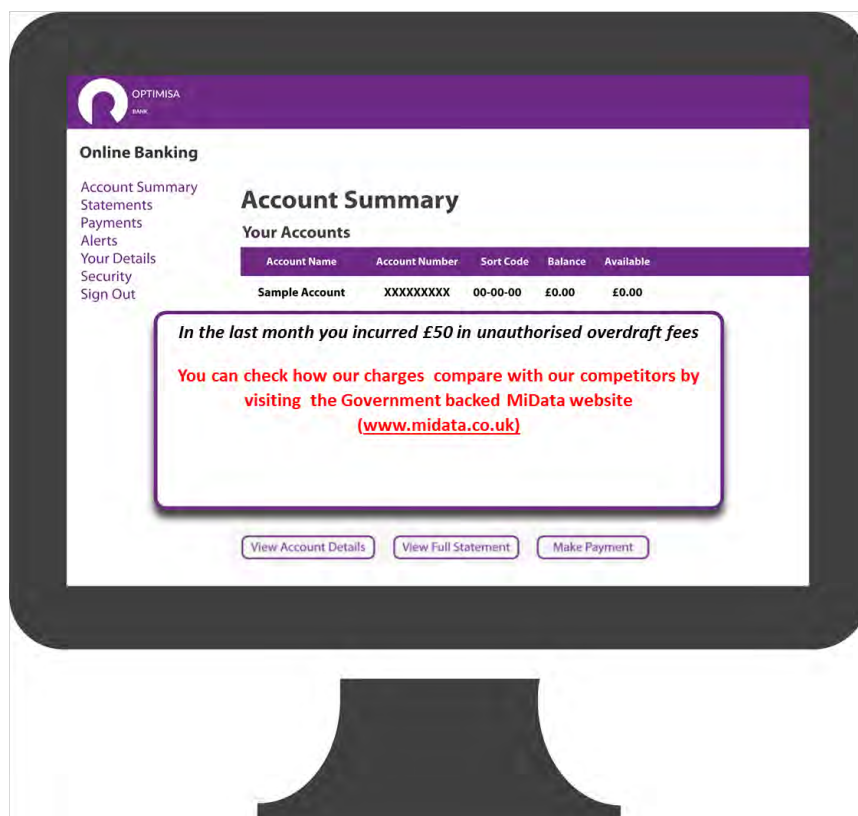 OPTIMISA
BANK
Online Banking
Account Summary
Statements
Payments
Alerts
Your Details
Security
Sign Out
Account Summary
Your Accounts
Account Name Account Number Sort Code Balance Available
Sample Account XXXXXXXXX 00-00-00 £0.00 £0.00
In the last month you incurred £50 in unauthorised overdraft fees
You can check how our charges compare with our competitors by
visiting the Government backed MiData website
(www.midata.co.uk)
View Account Details View Full Statement Make Payment